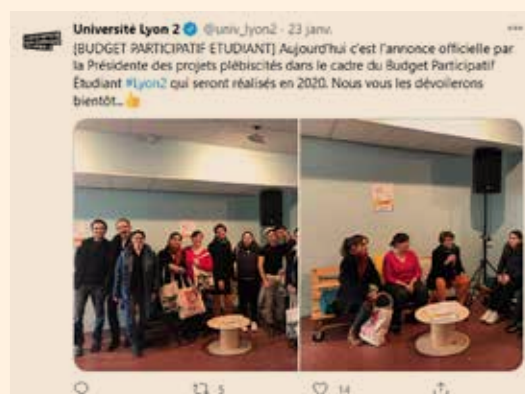 Université Lyon 2 @univ_lyon2 · 23 janv.
[BUDGET PARTICIPATIF ÉTUDIANT] Aujourd'hui c'est l'annonce officielle par
la Présidente des projets plébiscités dans le cadre du Budget Participatif
Étudiant #Lyon2 qui seront réalisés en 2020. Nous vous les dévoilerons
bientôt...
5 14